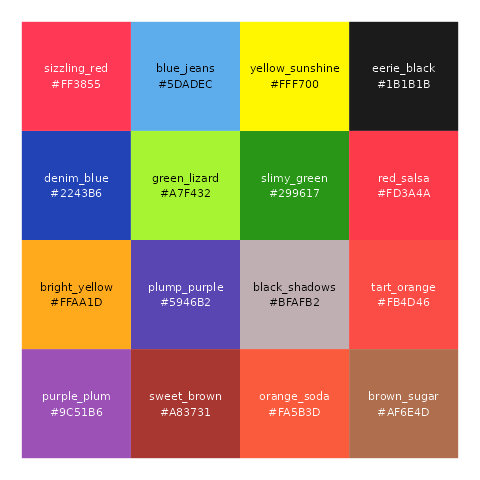 sizzling_red
#FF3855
blue_jeans
#5DADEC
yellow_sunshine
#FFF700
eerie_black
#1B1B1B
denim_blue
#2243B6
green_lizard
#A7F432
slimy_green
#299617
red_salsa
#FD3A4A
bright_yellow
#FFAA1D
plump_purple
#5946B2
black_shadows
#BFAFB2
tart_orange
#FB4D46
purple_plum
#9C51B6
sweet_brown
#A83731
orange_soda
#FA5B3D
brown_sugar
#AF6E4D